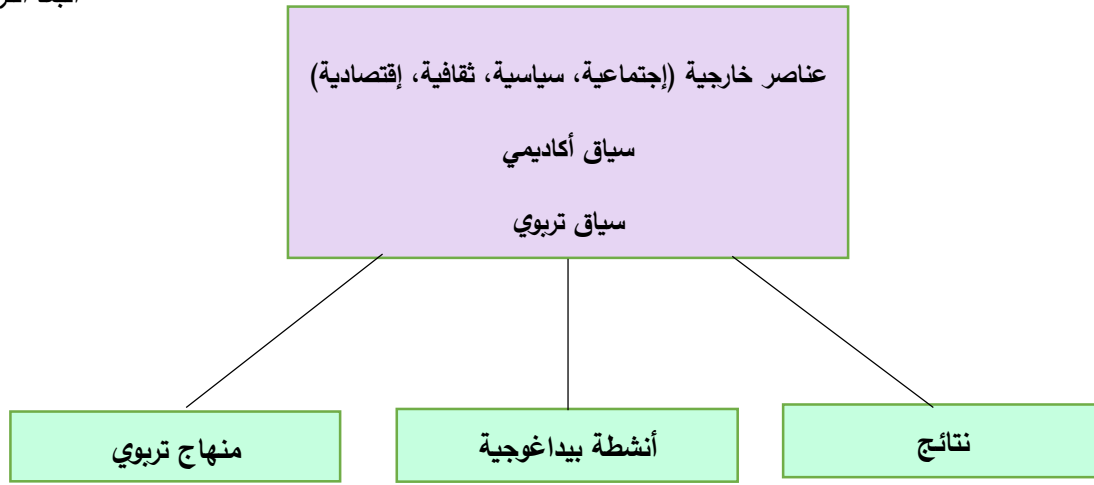 عناصر خارجية (إجتماعية، سياسية، ثقافية، إقتصادية)
سياق أكاديمي
سياق تربوي
نتائج
أنشطة بيداغوجية
منهاج تربوي